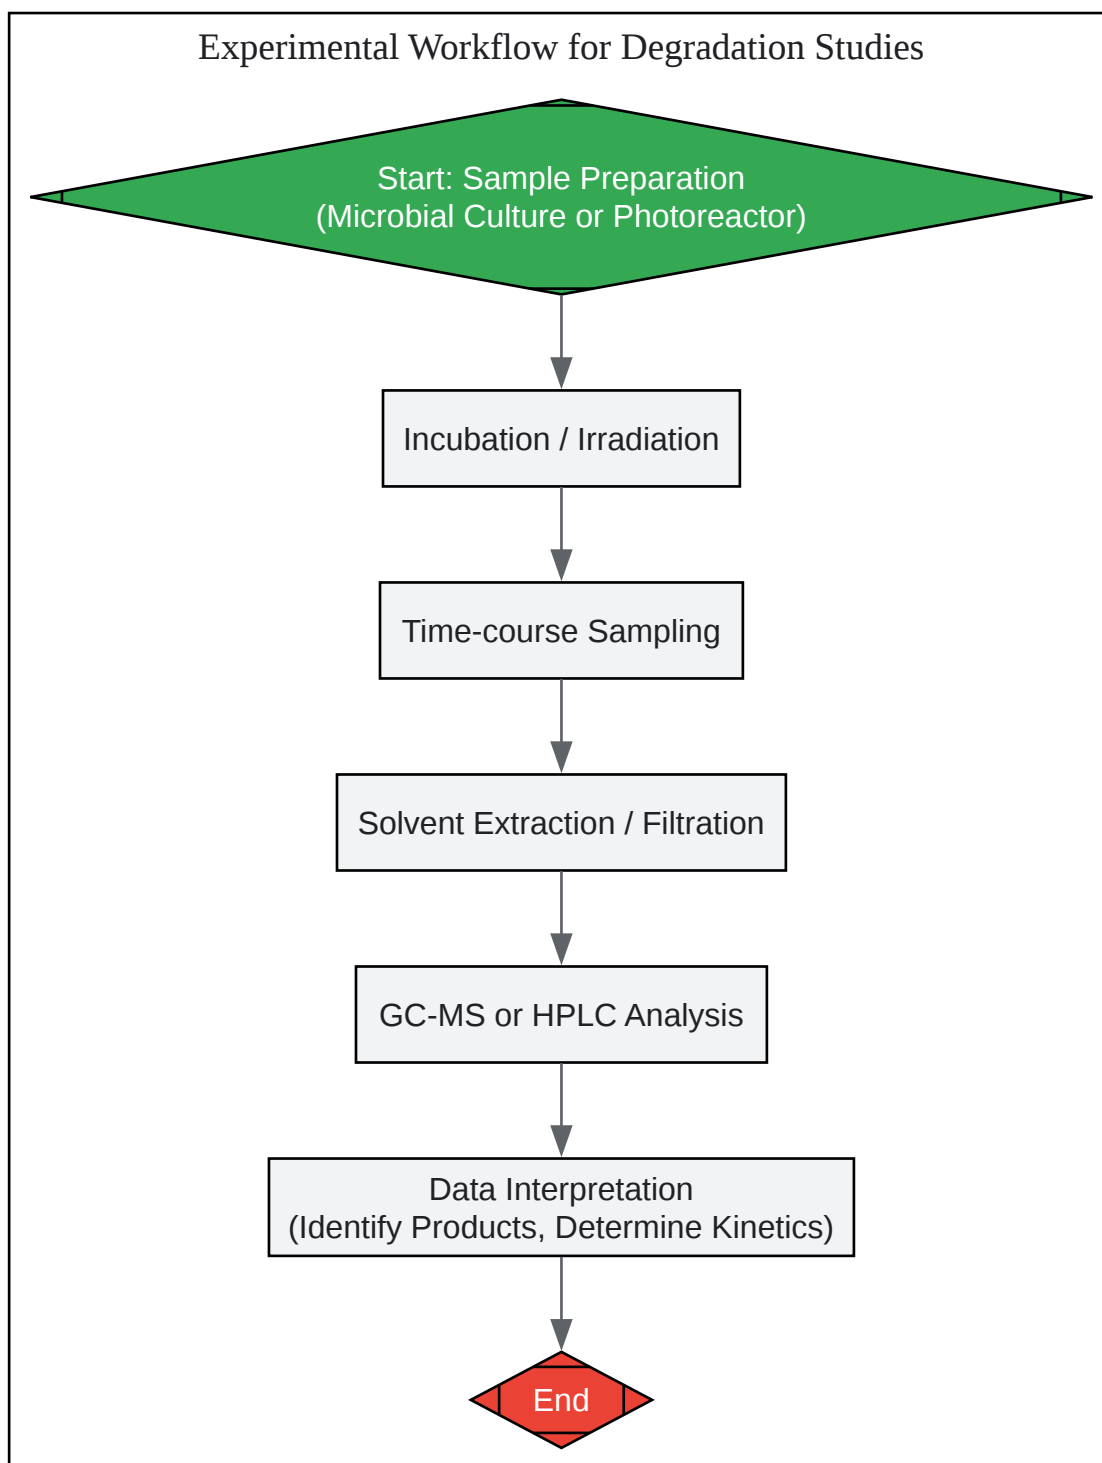 Experimental Workflow for Degradation Studies
Start: Sample Preparation
(Microbial Culture or Photoreactor)
Incubation / Irradiation
Time-course Sampling
Solvent Extraction / Filtration
GC-MS or HPLC Analysis
Data Interpretation
(Identify Products, Determine Kinetics)
End